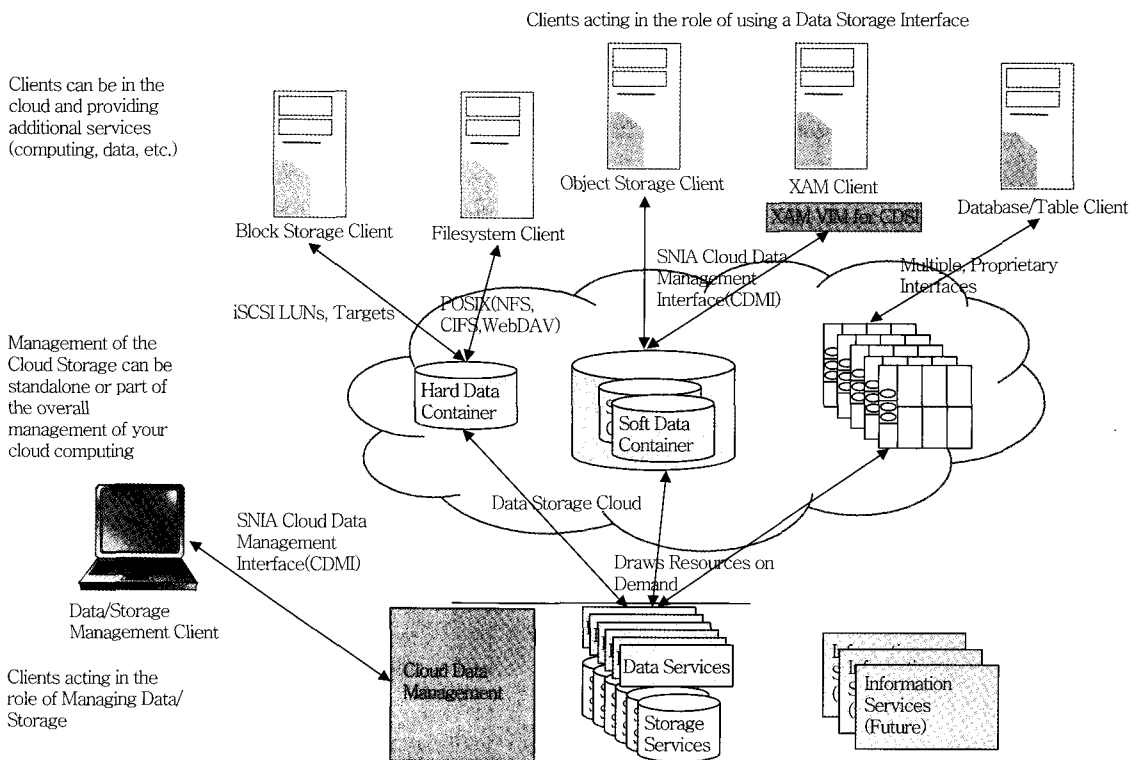 Clients acting in the role of using a Data Storage Interface
Clients can be in the
cloud and providing
additional services
(computing, data, etc.)
Block Storage Client
Filesystem Client
Object Storage Client
XAM Client
XAM VIM for CDSI
Database/Table Client
iSCSI LUNs, Targets
POSIX(NFS,
CIFS,WebDAV)
SNIA Cloud Data
Management
Interface(CDMI)
Multiple, Proprietary
Interfaces
Management of the
Cloud Storage can be
standalone or part of
the overall
management of your
cloud computing
Hard Data
Container
Soft Data
Container
Data Storage Cloud
SNIA Cloud Data
Management
Interface(CDMI)
Draws Resources on
Demand
Data/Storage
Management Client
Clients acting in the
role of Managing Data/
Storage
Cloud Data
Management
Data Services
Storage
Services
Information
Services
(Future)